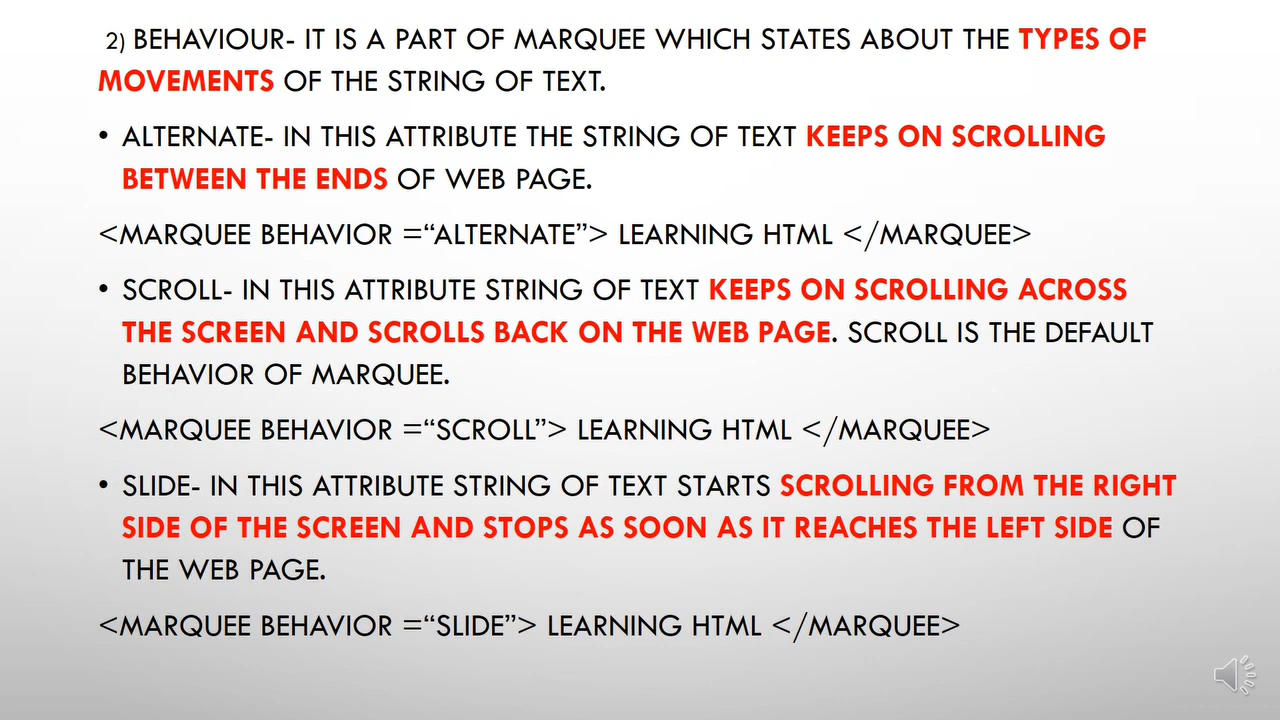 2) BEHAVIOUR- IT IS A PART OF MARQUEE WHICH STATES ABOUT THE TYPES OF
MOVEMENTS OF THE STRING OF TEXT.
• ALTERNATE- IN THIS ATTRIBUTE THE STRING OF TEXT KEEPS ON SCROLLING
BETWEEN THE ENDS OF WEB PAGE.
<MARQUEE BEHAVIOR =“ALTERNATE”> LEARNING HTML </MARQUEE>
• SCROLL- IN THIS ATTRIBUTE STRING OF TEXT KEEPS ON SCROLLING ACROSS
THE SCREEN AND SCROLLS BACK ON THE WEB PAGE. SCROLL IS THE DEFAULT
BEHAVIOR OF MARQUEE.
<MARQUEE BEHAVIOR =“SCROLL”> LEARNING HTML </MARQUEE>
• SLIDE- IN THIS ATTRIBUTE STRING OF TEXT STARTS SCROLLING FROM THE RIGHT
SIDE OF THE SCREEN AND STOPS AS SOON AS IT REACHES THE LEFT SIDE OF
THE WEB PAGE.
<MARQUEE BEHAVIOR =“SLIDE”> LEARNING HTML </MARQUEE>